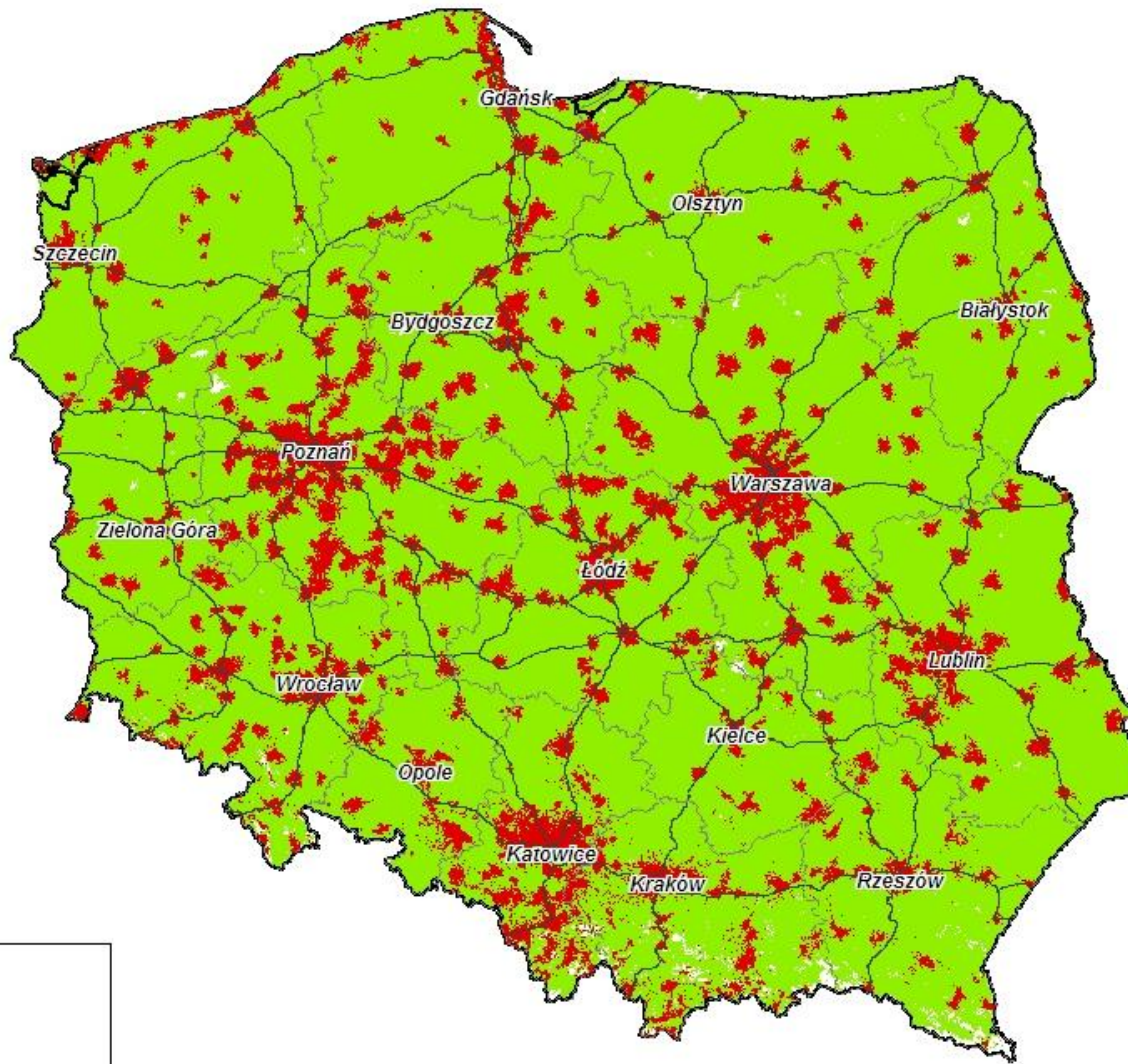 Gdańsk
Olsztyn
Szczecin
Białystok
Bydgoszcz
Poznań
Warszawa
Zielona Góra
Łódź
Lublin
Wrocław
Kielce
Opole
Katowice
Kraków
Rzeszów